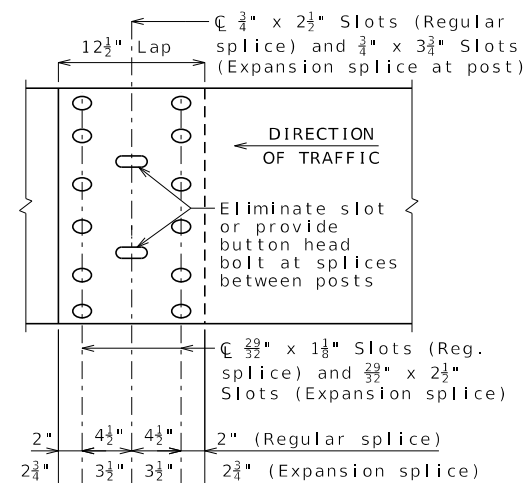 ℄ 3/4" x 2 1/2" Slots (Regular
splice) and 3/4" x 3 3/4" Slots
(Expansion splice at post)
12 1/2" Lap
DIRECTION
OF TRAFFIC
Eliminate slot
or provide
button head
bolt at splices
between posts
℄ 29/32" x 1 1/8" Slots (Reg.
splice) and 29/32" x 2 1/2"
Slots (Expansion splice)
2" 4 1/2" 4 1/2" 2" (Regular splice)
2 3/4" 3 1/2" 3 1/2" 2 3/4" (Expansion splice)